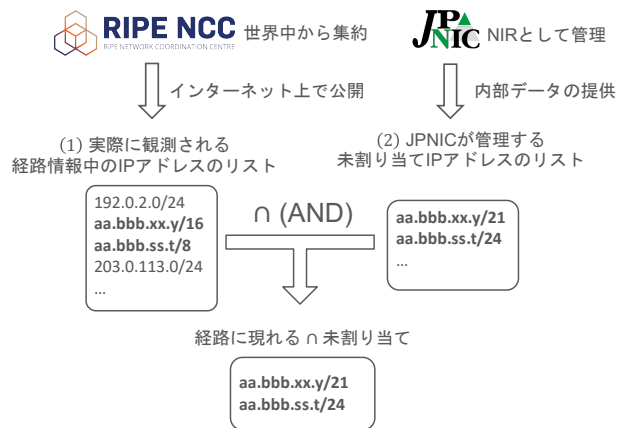 RIPE NCC
RIPE NETWORK COORDINATION CENTRE
世界中から集約
JPNIC
NIRとして管理
インターネット上で公開
内部データの提供
(1) 実際に観測される
経路情報中のIPアドレスのリスト
(2) JPNICが管理する
未割り当てIPアドレスのリスト
192.0.2.0/24
aa.bbb.xx.y/16
aa.bbb.ss.t/8
203.0.113.0/24
...
∩ (AND)
aa.bbb.xx.y/21
aa.bbb.ss.t/24
...
経路に現れる ∩ 未割り当て
aa.bbb.xx.y/21
aa.bbb.ss.t/24